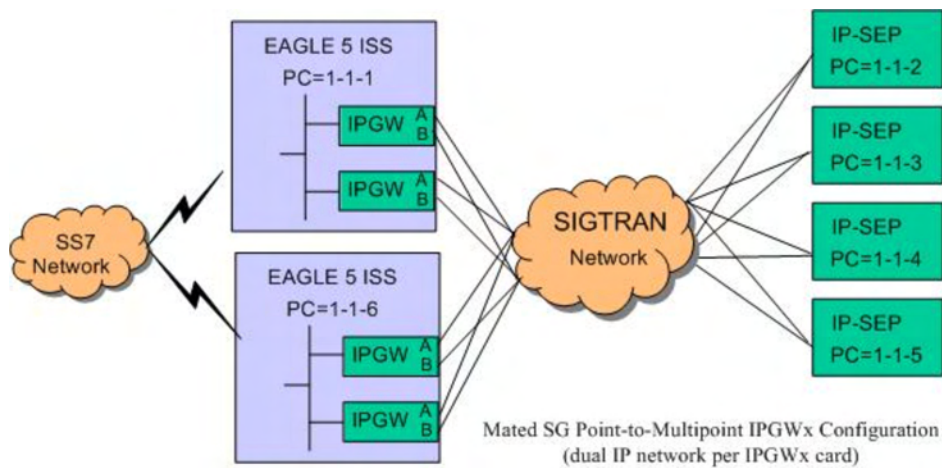 EAGLE 5 ISS
PC=1-1-1
IPGW A
B
IPGW A
B
SS7
Network
EAGLE 5 ISS
PC=1-1-6
IPGW A
B
IPGW A
B
SIGTRAN
Network
IP-SEP
PC=1-1-2
IP-SEP
PC=1-1-3
IP-SEP
PC=1-1-4
IP-SEP
PC=1-1-5
Mated SG Point-to-Multipoint IPGWx Configuration
(dual IP network per IPGWx card)